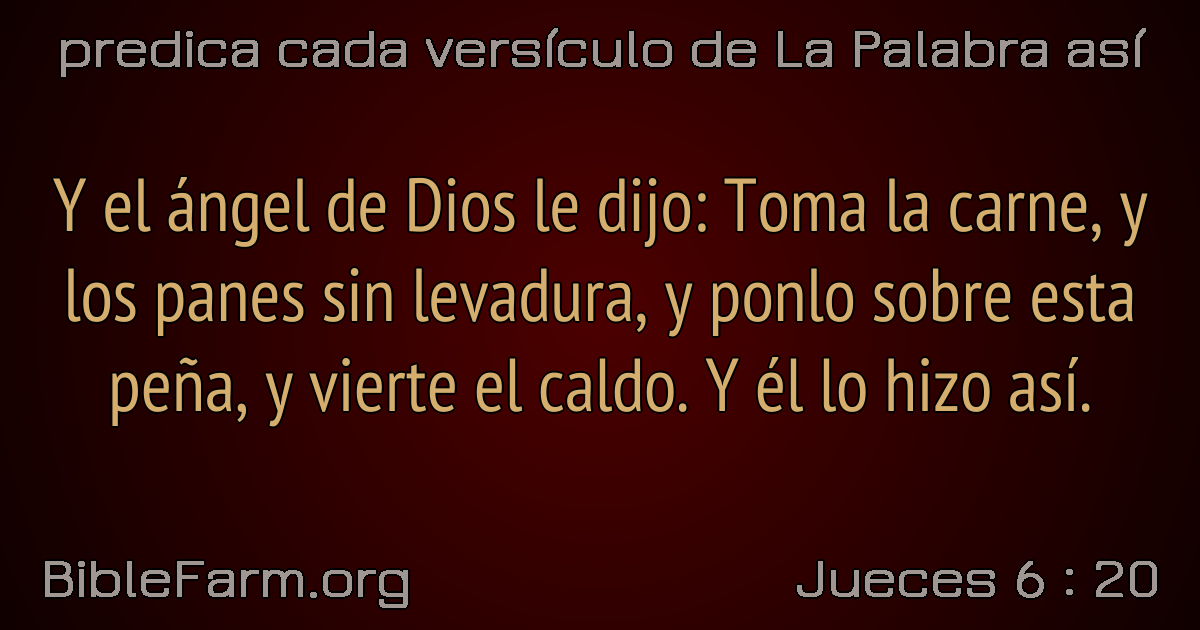 predica cada versículo de La Palabra así
Y el ángel de Dios le dijo: Toma la carne, y
los panes sin levadura, y ponlo sobre esta
peña, y vierte el caldo. Y él lo hizo así.
BibleFarm.org
Jueces 6 : 20